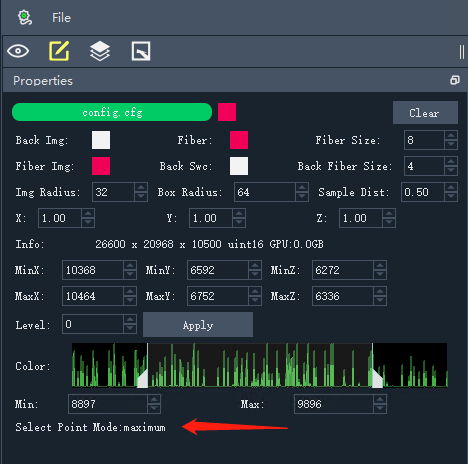 File
Properties
config.cfg Clear
Back Img: Fiber: Fiber Size: 8
Fiber Img: Back Swc: Back Fiber Size: 4
Img Radius: 32 Box Radius: 64 Sample Dist: 0.50
X: 1.00 Y: 1.00 Z: 1.00
Info: 26600 x 20968 x 10500 uint16 GPU:0.0GB
MinX: 10368 MinY: 6592 MinZ: 6272
MaxX: 10464 MaxY: 6752 MaxZ: 6336
Level: 0 Apply
Color:
Min: 8897 Max: 9896
Select Point Mode:maximum